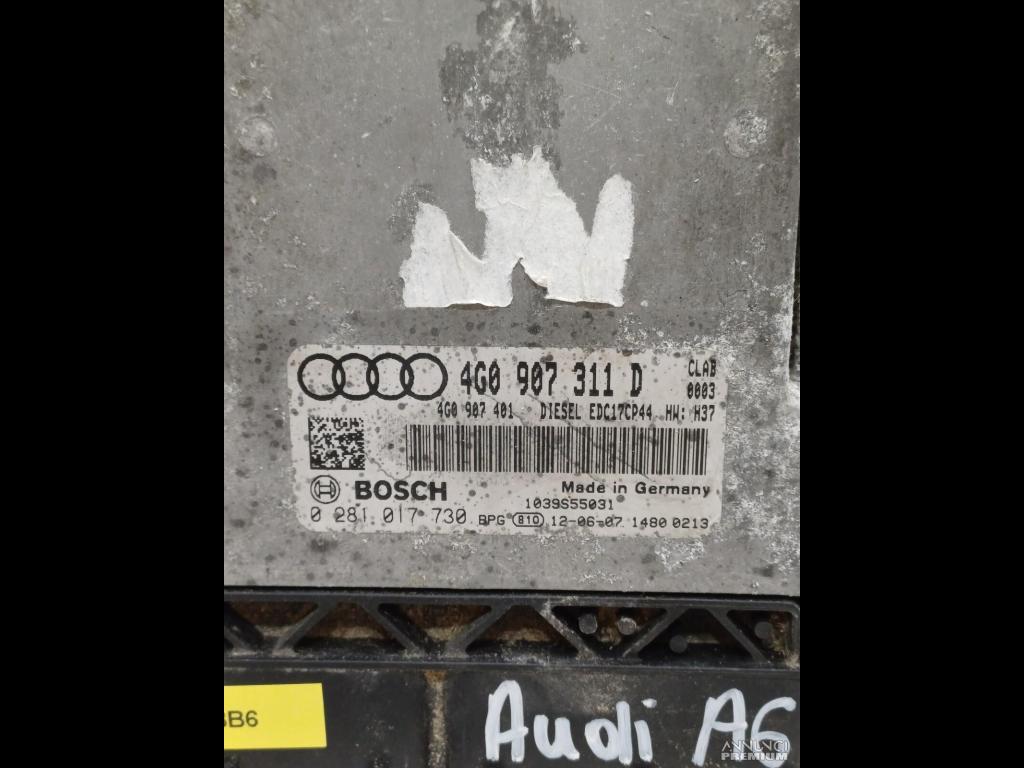 4G0 907 311 D
CLAB
0003
4G0 907 401 DIESEL EDC17CP44 HW: H37
BOSCH
Made in Germany
1039S55031
0 281 017 730 BPG 810 12-06-07 1480 0213
B6
Audi A6
ANNUNCI
PREMIUM